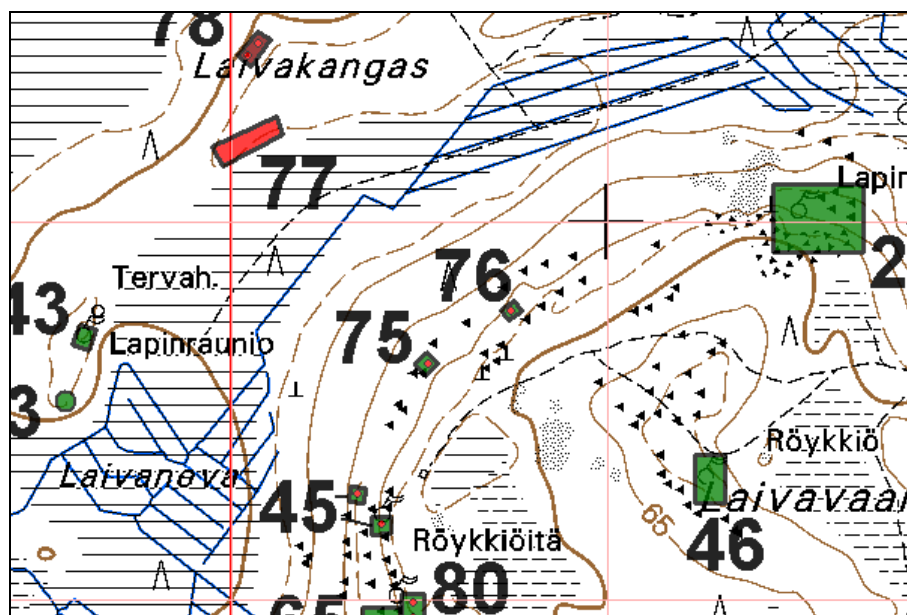 78
Laivakangas
77
Lapin
2
76
Tervah.
43
Lapinraunio
75
3
Röykkiö
Laivaneva
Laivavaar
45
65
46
Röykkiöitä
80
65